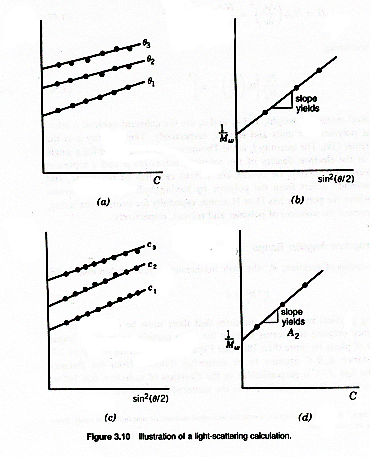 θ3
θ2
θ1
C
(a)
slope
yields
1/Mw
sin²(θ/2)
(b)
c3
c2
c1
sin²(θ/2)
(c)
slope
yields
A2
1/Mw
C
(d)
Figure 3.10 Illustration of a light-scattering calculation.